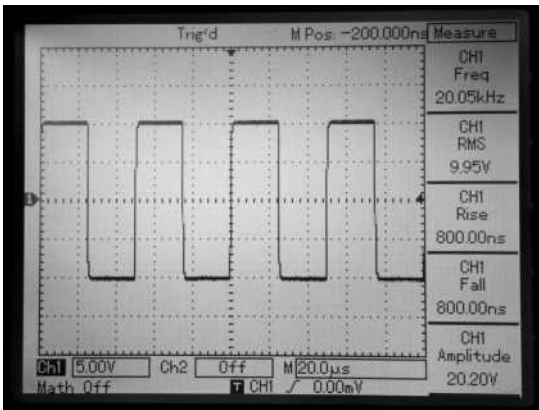 Trig'd M Pos: -200.000ns Measure
CH1
Freq
20.05kHz
CH1
RMS
9.95V
1
CH1
Rise
800.00ns
CH1
Fall
800.00ns
CH1
Amplitude
20.20V
Ch1 5.00V Ch2 Off M 20.0µs
Math Off T CH1 / 0.00mV